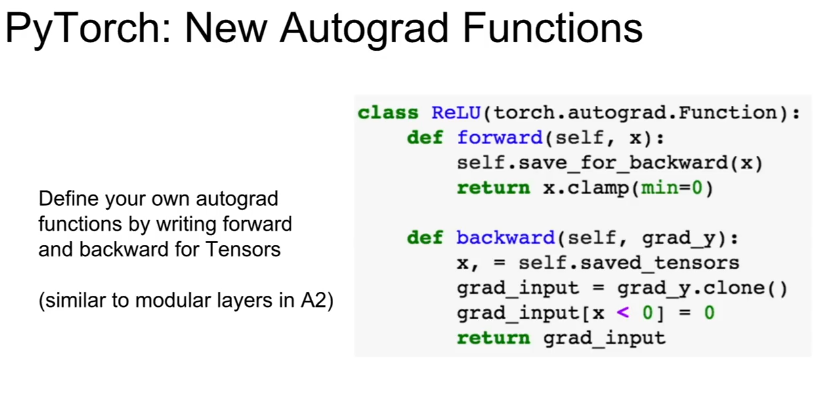 PyTorch: New Autograd Functions
Define your own autograd
functions by writing forward
and backward for Tensors
(similar to modular layers in A2)
class ReLU(torch.autograd.Function):
    def forward(self, x):
        self.save_for_backward(x)
        return x.clamp(min=0)
    def backward(self, grad_y):
        x, = self.saved_tensors
        grad_input = grad_y.clone()
        grad_input[x < 0] = 0
        return grad_input